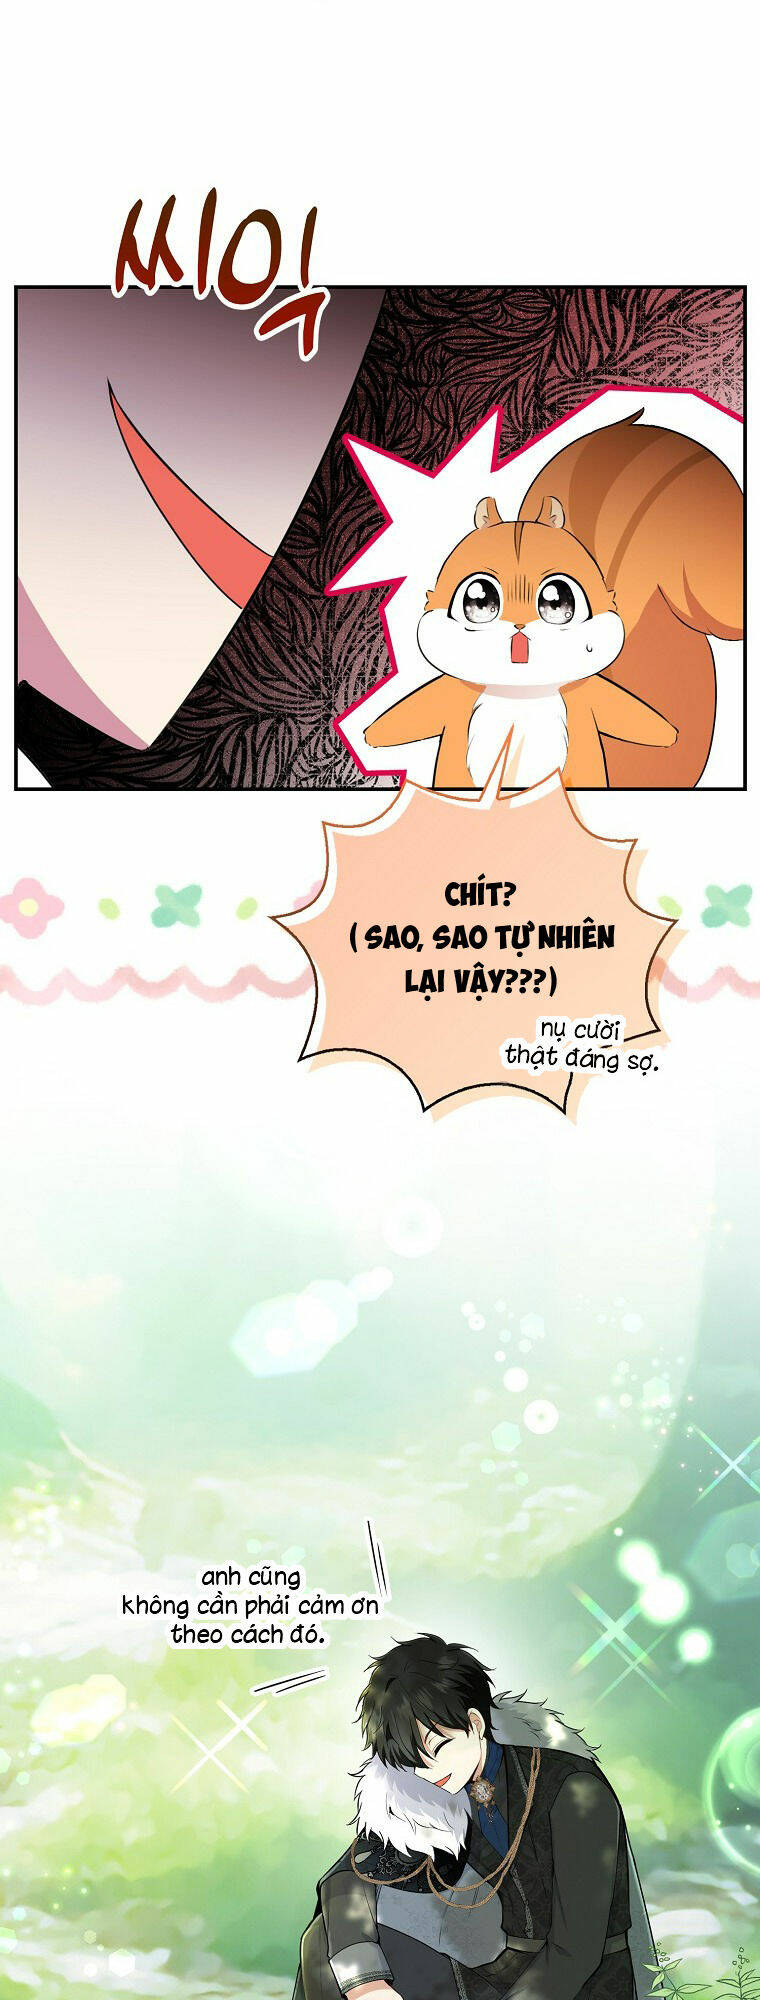 씨익
CHÍT?
( SAO, SAO TỰ NHIÊN
LẠI VẬY???)
nụ cười
thật đáng sợ.
anh cũng
không cần phải cảm ơn
theo cách đó.